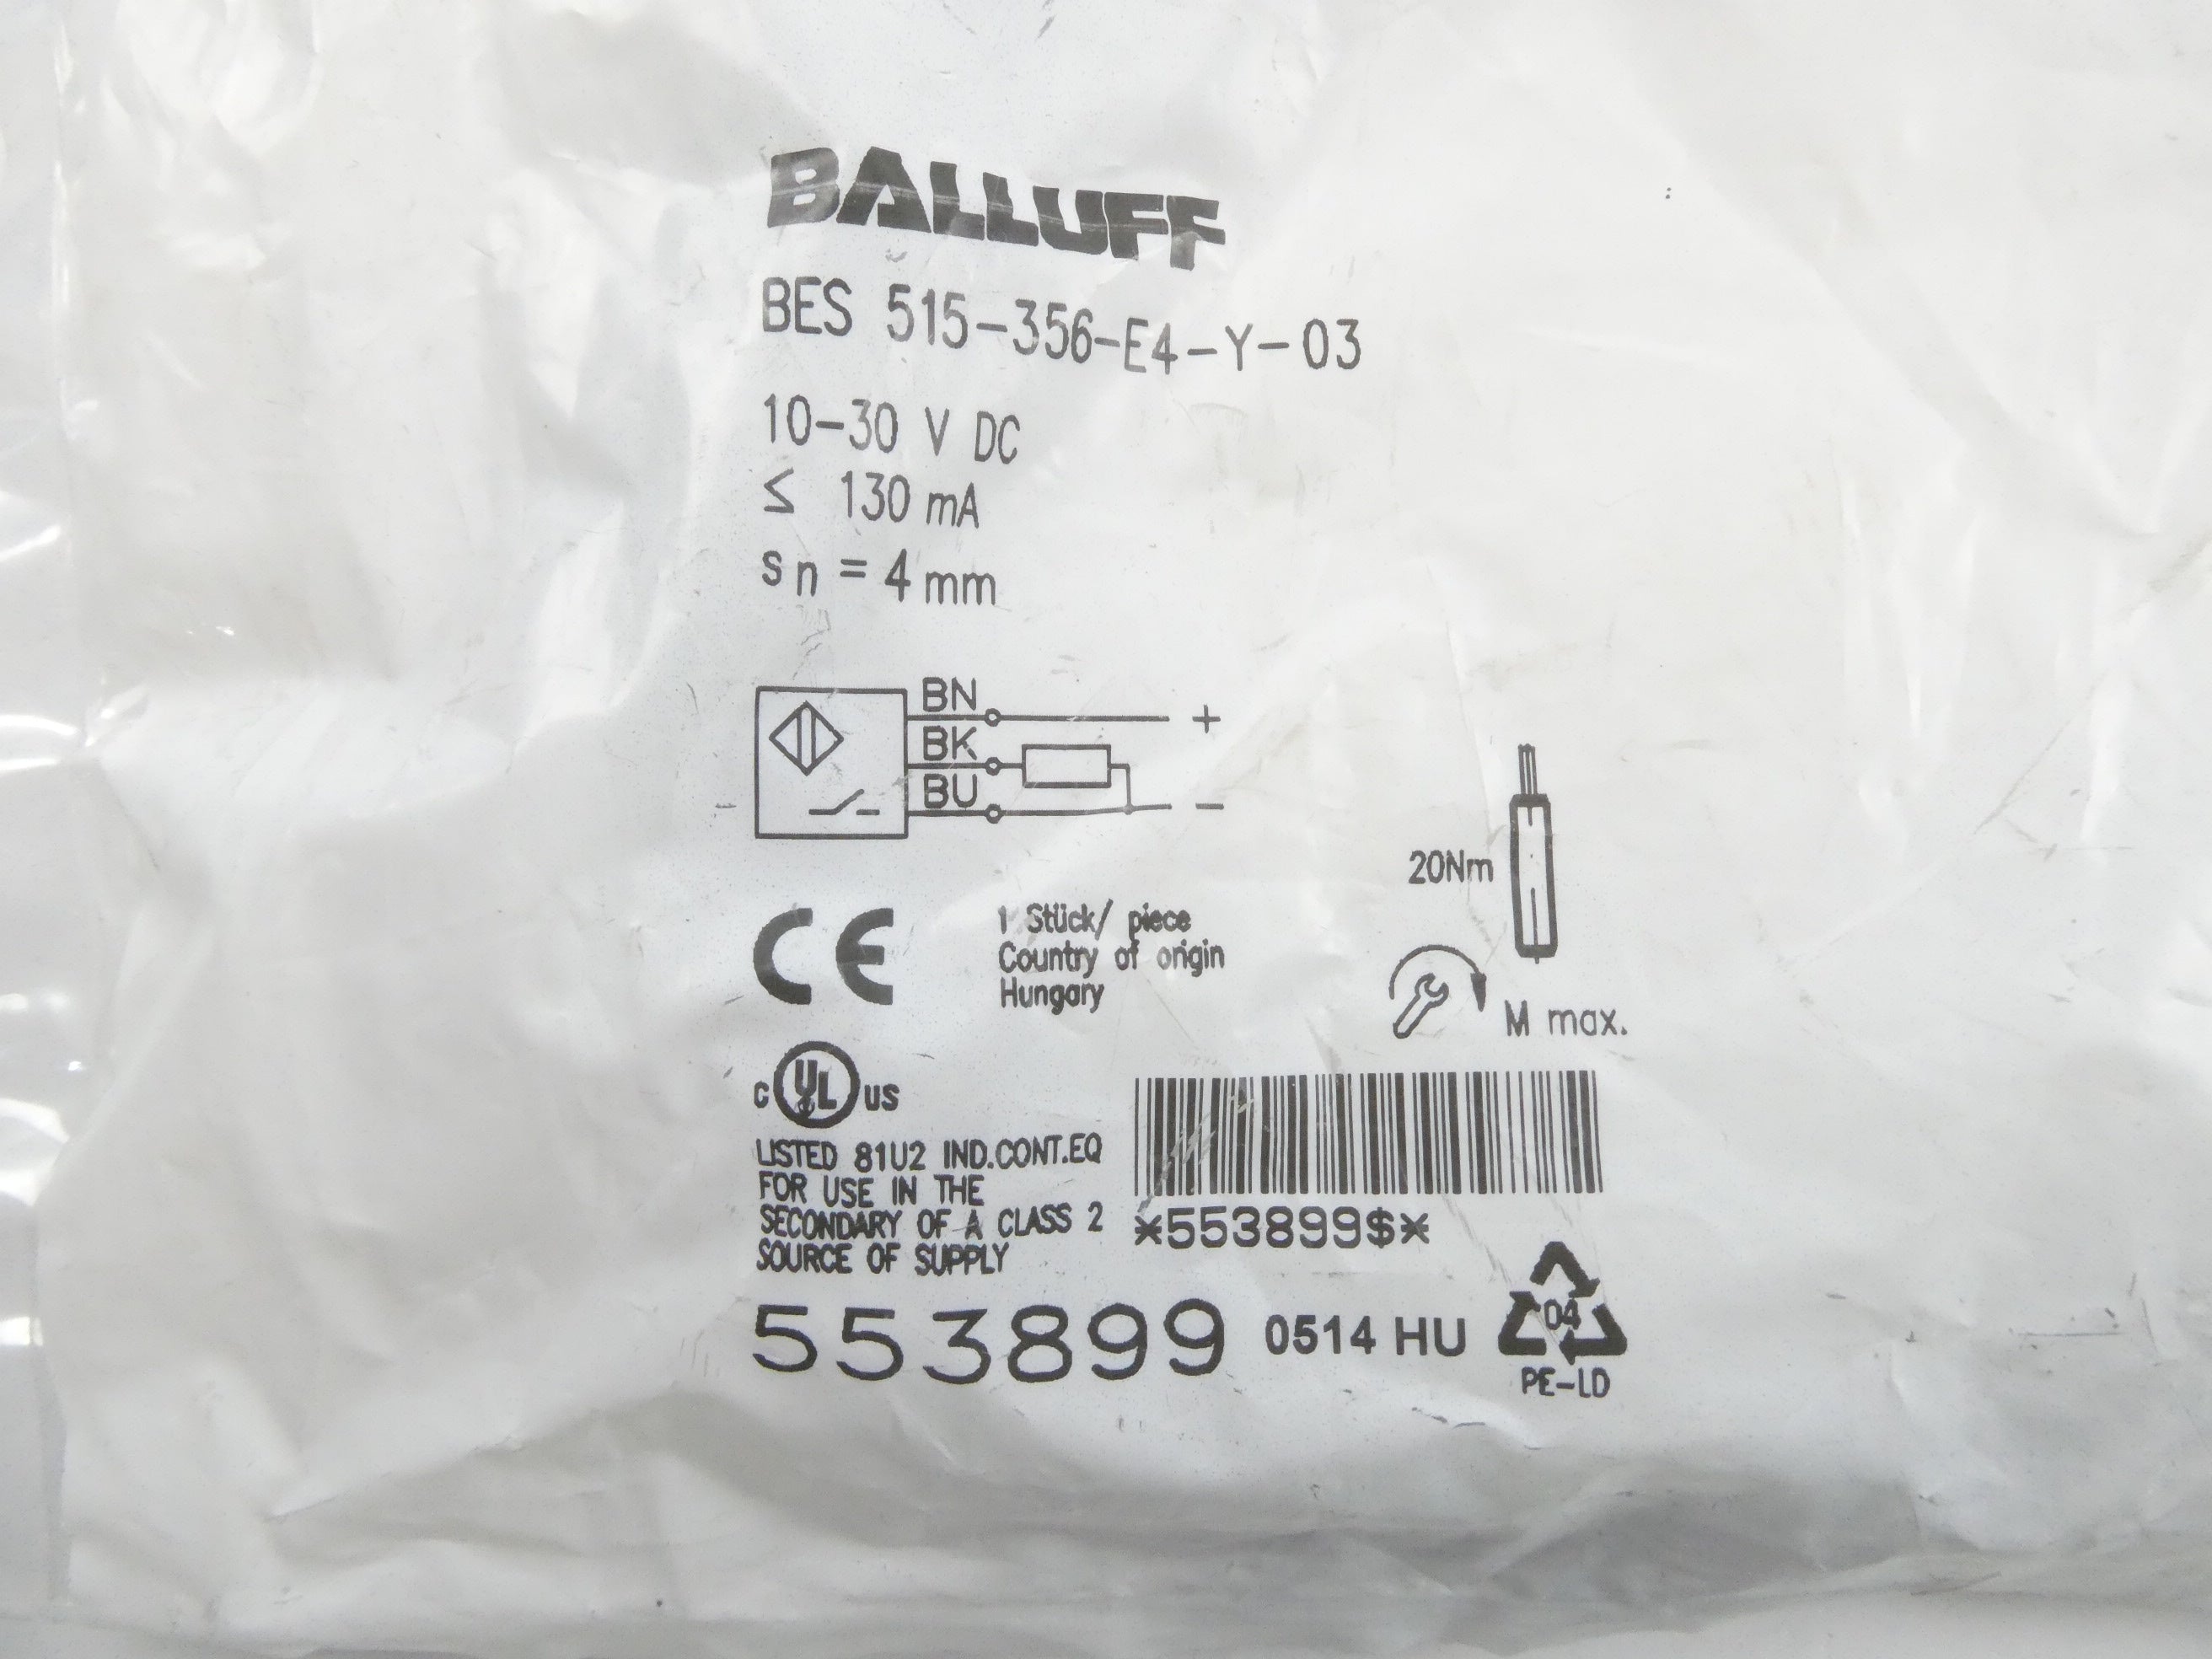 BALLUFF
BES 515-356-E4-Y-03
10-30 V DC
≤ 130 mA
sn = 4 mm
BN +
BK
BU -
20Nm
CE
1 Stück/ piece
Country of origin
Hungary
M max.
c UL us
LISTED 81U2 IND.CONT.EQ
FOR USE IN THE
SECONDARY OF A CLASS 2
SOURCE OF SUPPLY
*553899$*
553899 0514 HU
04
PE-LD